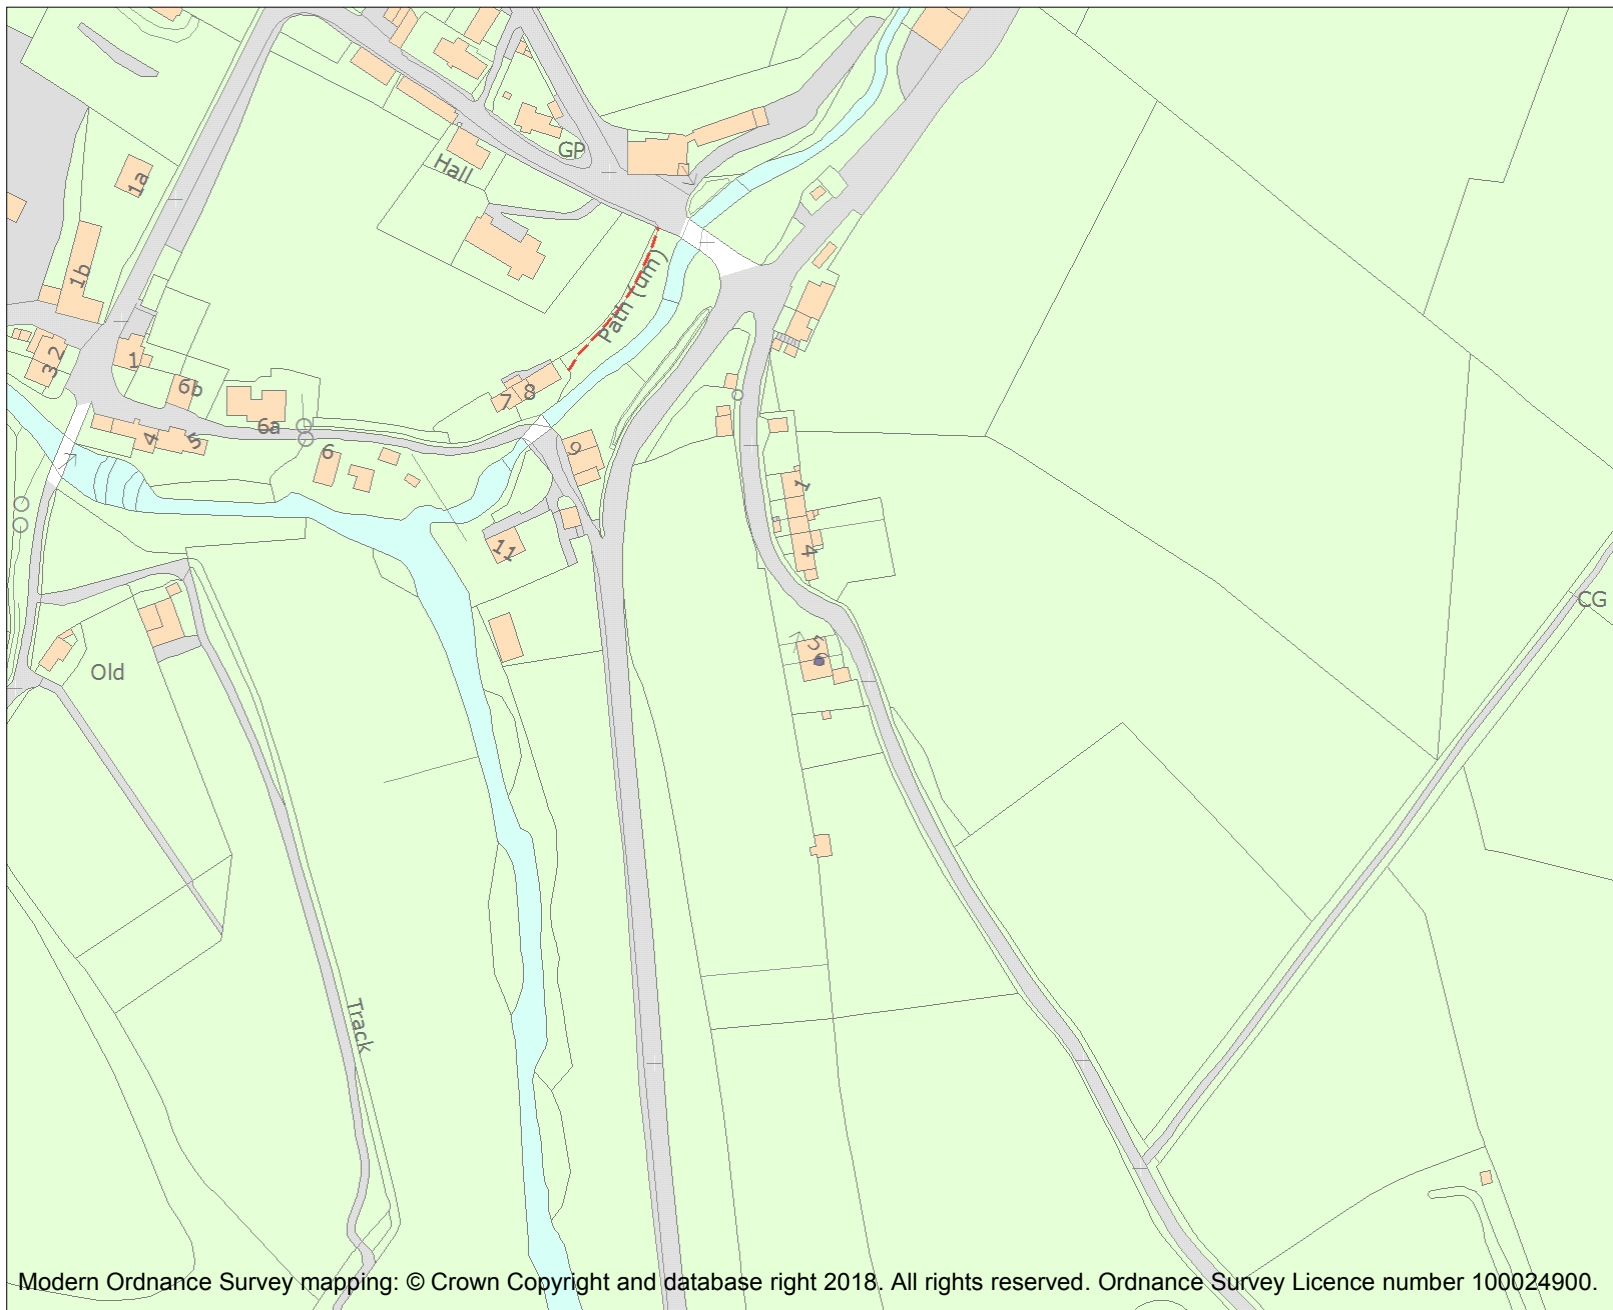 GP
Hall
1a
1b
Path (um)
2
3
1
6b
7
8
6a
4
5
6
9
1
11
4
CG
5
6
Old
Track
Modern Ordnance Survey mapping: © Crown Copyright and database right 2018. All rights reserved. Ordnance Survey Licence number 100024900.